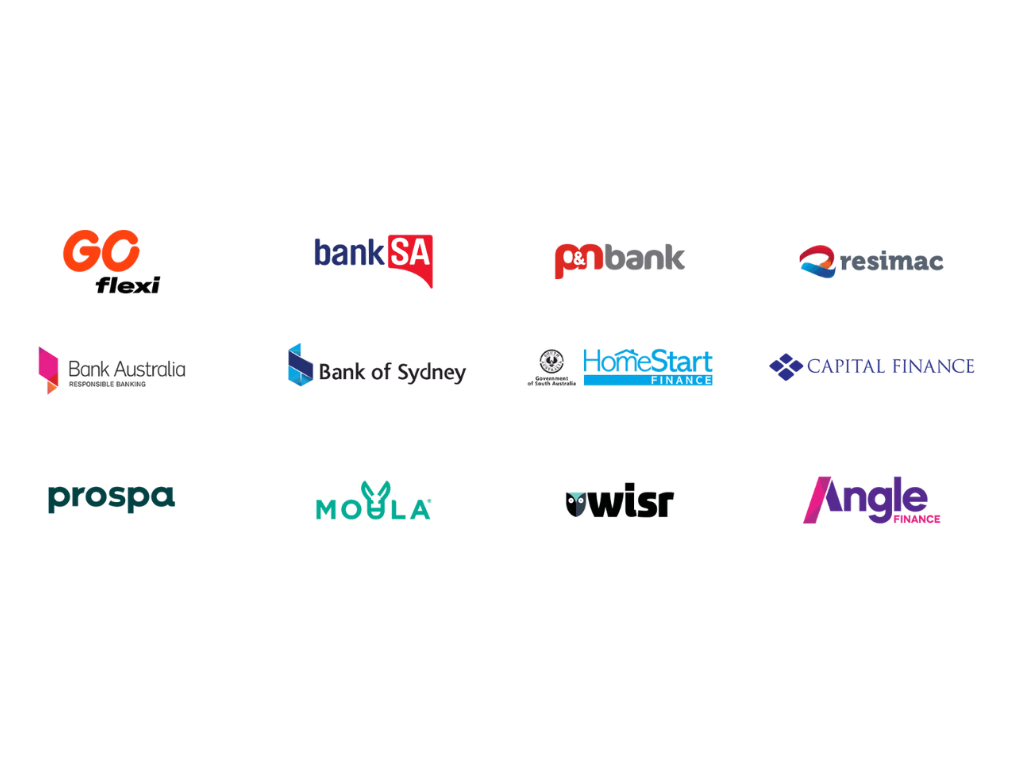 GO
flexi
bankSA
p&nbank
resimac
Bank Australia
RESPONSIBLE BANKING
Bank of Sydney
Government
of South Australia
HomeStart
FINANCE
CAPITAL FINANCE
prospa
MOULA®
wisr
Angle
FINANCE